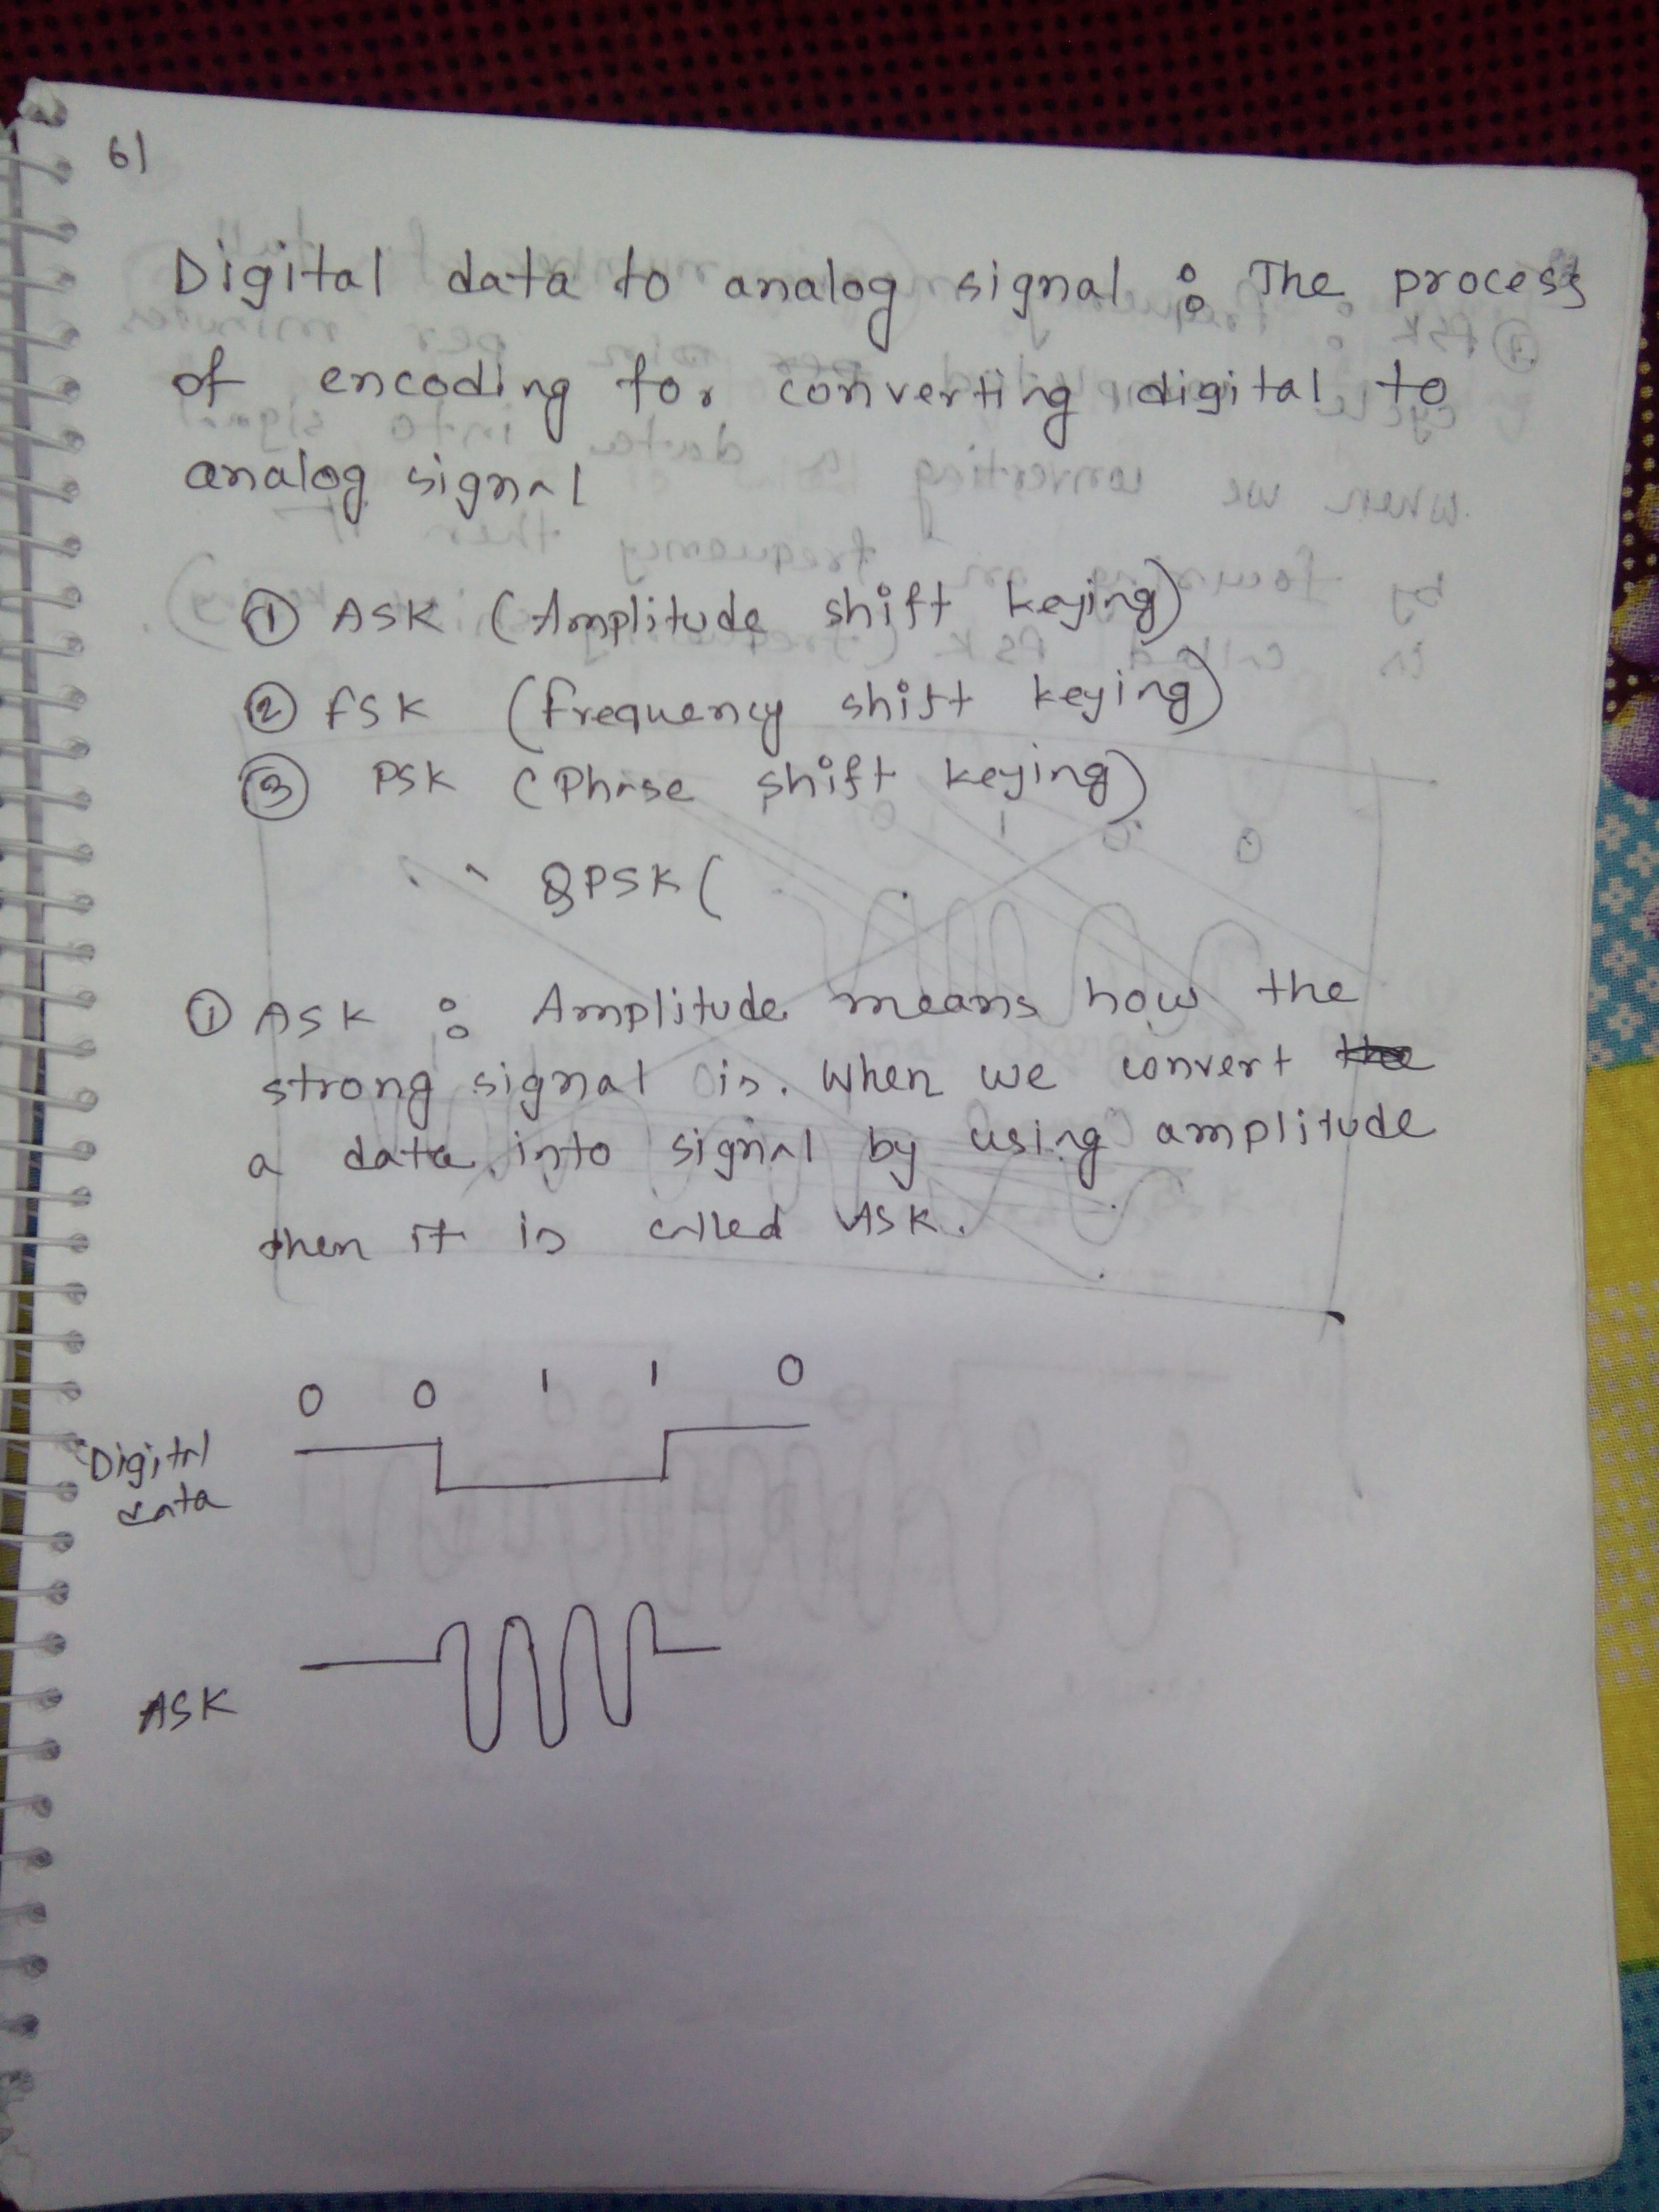 61
Digital data to analog signal : The process
of encoding for converting digital to
analog signal
① ASK (Amplitude shift keying)
② FSK (Frequency shift keying)
③ PSK (Phase shift keying)
QPSK (
① ASK : Amplitude means how the
strong signal is. When we convert the
a data into signal by using amplitude
then it is called ASK.
0 0 1 1 0
Digital
data
ASK